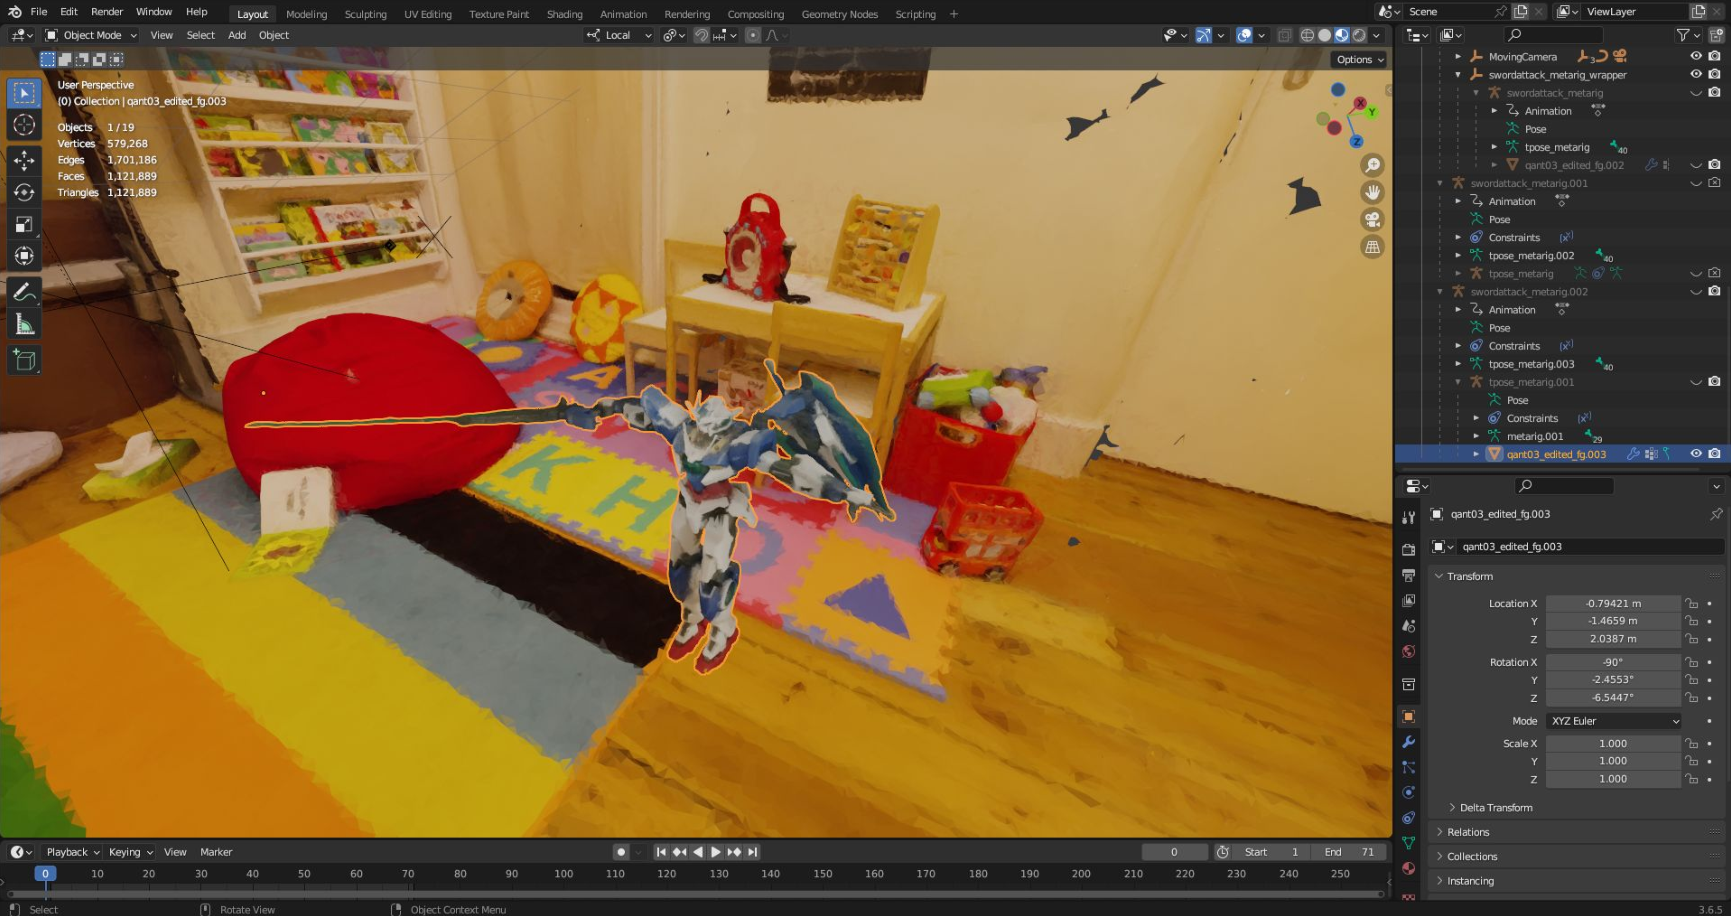 File Edit Render Window Help Layout Modeling Sculpting UV Editing Texture Paint Shading Animation Rendering Compositing Geometry Nodes Scripting + Scene ViewLayer
Object Mode View Select Add Object Local
Options
User Perspective
(0) Collection | qant03_edited_fg.003
Objects 1 / 19
Vertices 579,268
Edges 1,701,186
Faces 1,121,889
Triangles 1,121,889
X
Y
Z
A
K H
MovingCamera 3
swordattack_metarig_wrapper
swordattack_metarig
Animation
Pose
tpose_metarig 40
qant03_edited_fg.002
swordattack_metarig.001
Animation
Pose
Constraints
tpose_metarig.002 40
tpose_metarig
swordattack_metarig.002
Animation
Pose
Constraints
tpose_metarig.003 40
tpose_metarig.001
Pose
Constraints
metarig.001 29
qant03_edited_fg.003
qant03_edited_fg.003
qant03_edited_fg.003
Transform
Location X -0.79421 m
Y -1.4659 m
Z 2.0387 m
Rotation X -90°
Y -2.4553°
Z -6.5447°
Mode XYZ Euler
Scale X 1.000
Y 1.000
Z 1.000
Delta Transform
Relations
Collections
Instancing
Playback Keying View Marker 0 Start 1 End 71
0 10 20 30 40 50 60 70 80 90 100 110 120 130 140 150 160 170 180 190 200 210 220 230 240 250
Select Rotate View Object Context Menu 3.6.5